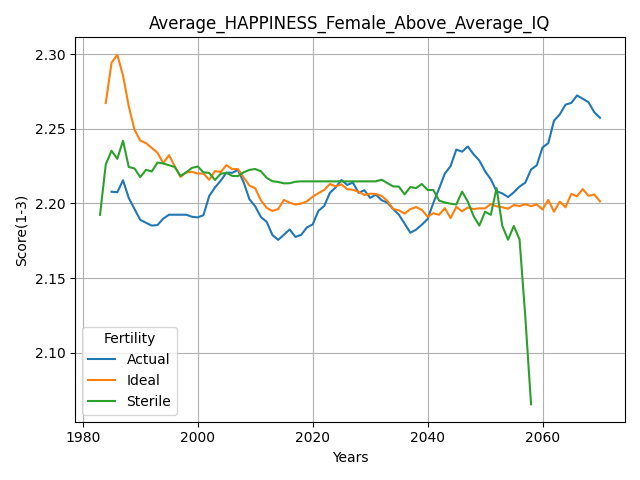 Average_HAPPINESS_Female_Above_Average_IQ
2.30
2.25
2.20
2.15
2.10
Score(1-3)
Fertility
Actual
Ideal
Sterile
1980
2000
2020
2040
2060
Years